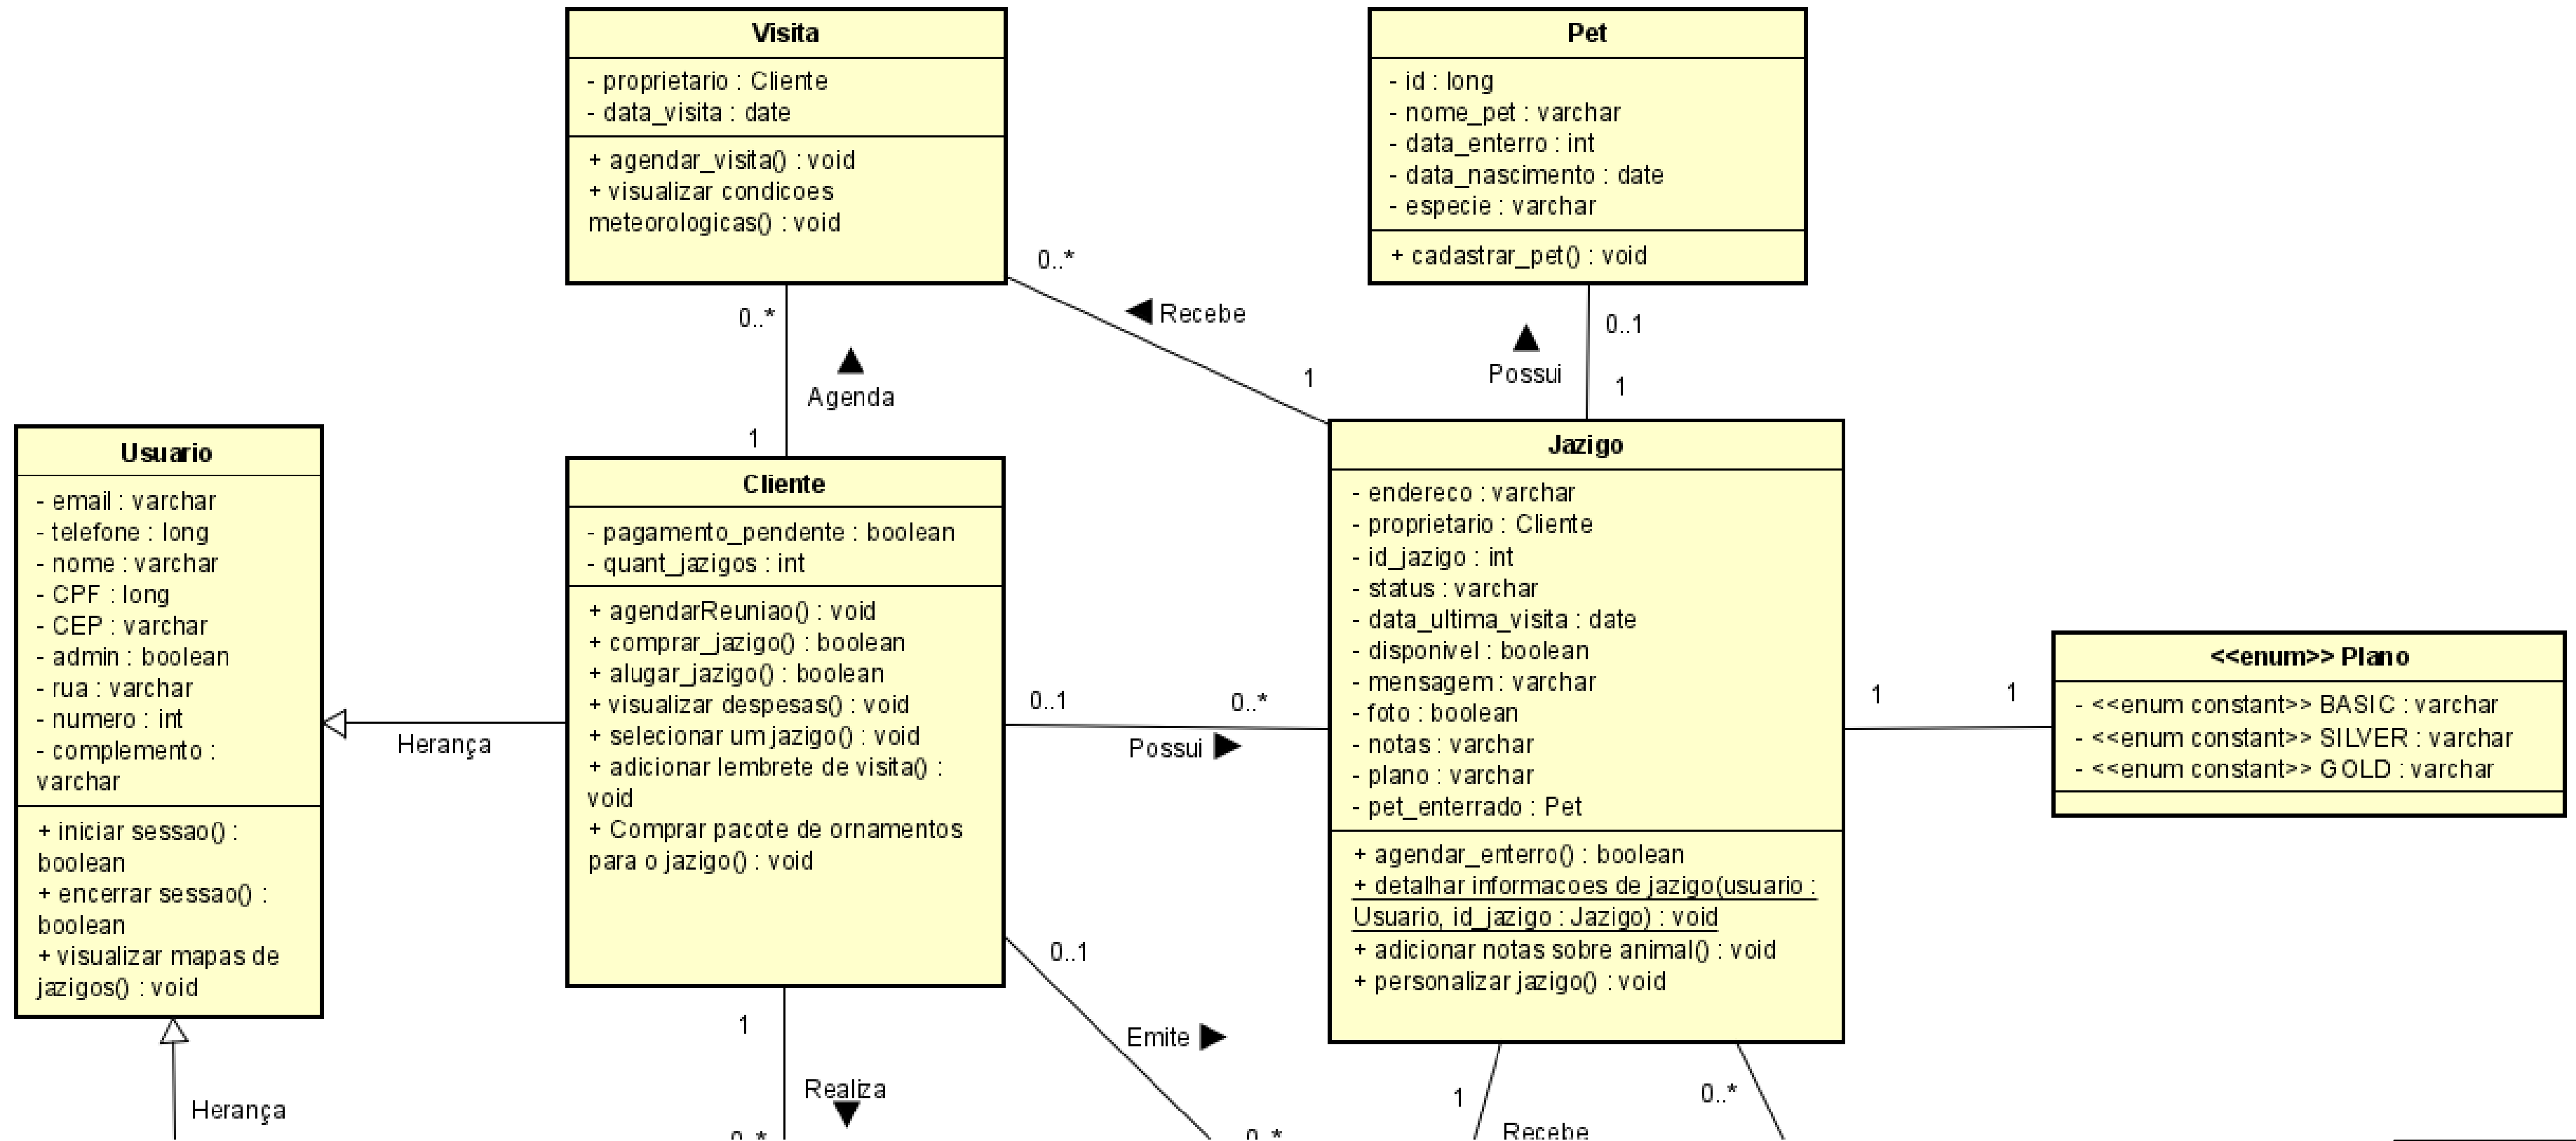 Visita
- proprietario : Cliente
- data_visita : date
+ agendar_visita() : void
+ visualizar condicoes
meteorologicas() : void
Pet
- id : long
- nome_pet : varchar
- data_enterro : int
- data_nascimento : date
- especie : varchar
+ cadastrar_pet() : void
0..*
◀ Recebe
1
0..*
▲
Agenda
1
0..1
▲
Possui
1
Usuario
- email : varchar
- telefone : long
- nome : varchar
- CPF : long
- CEP : varchar
- admin : boolean
- rua : varchar
- numero : int
- complemento :
varchar
+ iniciar sessao() :
boolean
+ encerrar sessao() :
boolean
+ visualizar mapas de
jazigos() : void
Herança
Cliente
- pagamento_pendente : boolean
- quant_jazigos : int
+ agendarReuniao() : void
+ comprar_jazigo() : boolean
+ alugar_jazigo() : boolean
+ visualizar despesas() : void
+ selecionar um jazigo() : void
+ adicionar lembrete de visita() :
void
+ Comprar pacote de ornamentos
para o jazigo() : void
0..1
0..*
Possui ▶
Jazigo
- endereco : varchar
- proprietario : Cliente
- id_jazigo : int
- status : varchar
- data_ultima_visita : date
- disponivel : boolean
- mensagem : varchar
- foto : boolean
- notas : varchar
- plano : varchar
- pet_enterrado : Pet
+ agendar_enterro() : boolean
+ detalhar informacoes de jazigo(usuario :
Usuario, id_jazigo : Jazigo) : void
+ adicionar notas sobre animal() : void
+ personalizar jazigo() : void
1
1
<<enum>> Plano
- <<enum constant>> BASIC : varchar
- <<enum constant>> SILVER : varchar
- <<enum constant>> GOLD : varchar
Herança
1
Realiza
▼
0..*
0..1
Emite ▶
0..*
1
Recebe
0..*